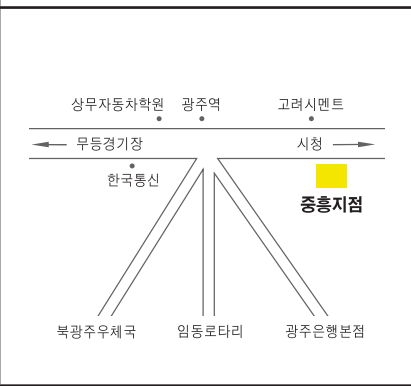 상무자동차학원 광주역 고려시멘트
무등경기장 시청
한국통신
중흥지점
북광주우체국 임동로타리 광주은행본점